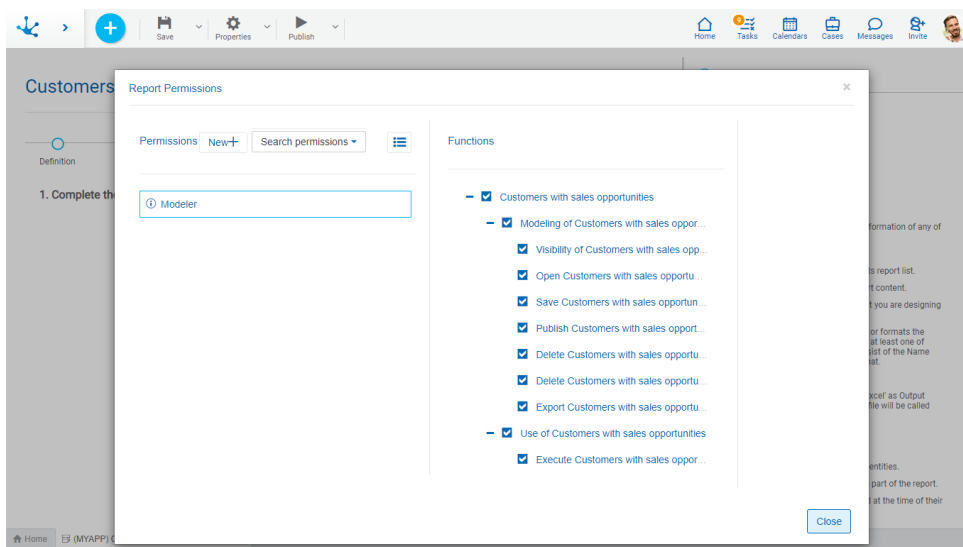 Save
Properties
Publish
Home
9
Tasks
Calendars
Cases
Messages
Invite
Customers
Report Permissions
×
Definition
1. Complete the
Permissions
New+
Search permissions
Functions
Modeler
Customers with sales opportunities
Modeling of Customers with sales oppor...
Visibility of Customers with sales opp...
Open Customers with sales opportu...
Save Customers with sales opportun...
Publish Customers with sales opport...
Delete Customers with sales opportu...
Delete Customers with sales opportu...
Export Customers with sales opportu...
Use of Customers with sales opportunities
Execute Customers with sales oppor...
formation of any of
s report list.
t content.
t you are designing
or formats the
at least one of
sist of the Name
at.
xcel' as Output
file will be called
entities.
part of the report.
at the time of their
Close
Home
(MYAPP) C